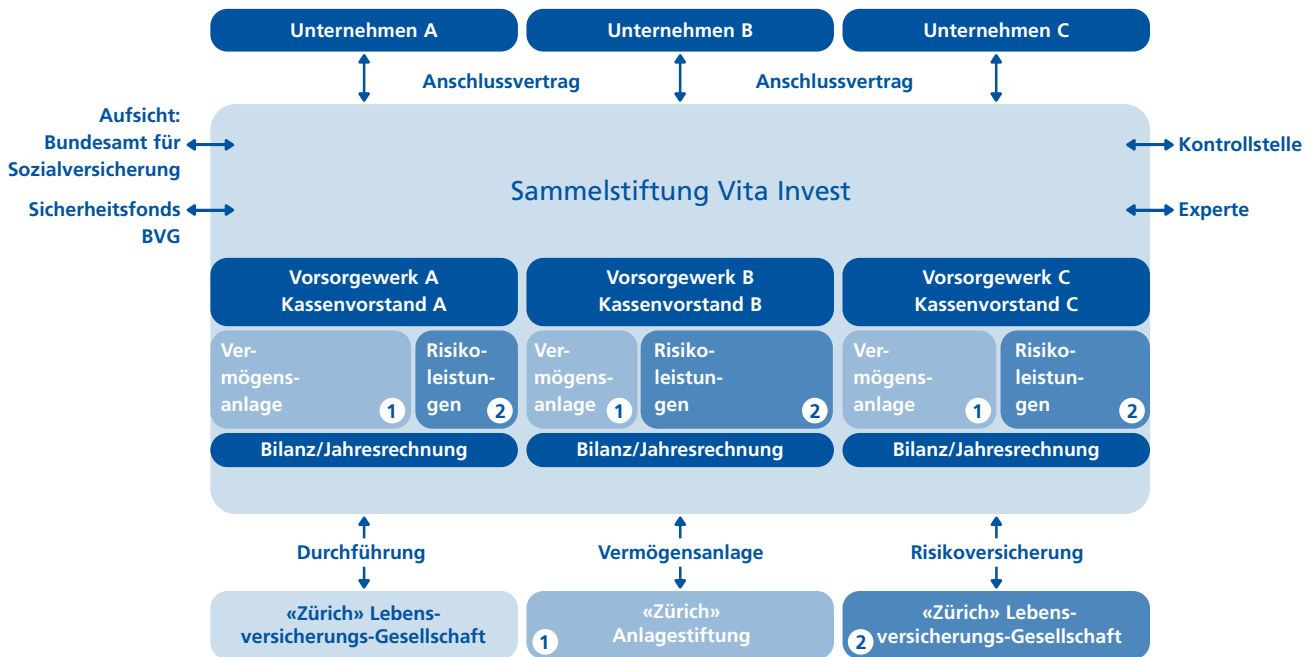 Unternehmen A
Unternehmen B
Unternehmen C
Anschlussvertrag
Anschlussvertrag
Aufsicht:
Bundesamt für
Sozialversicherung
Kontrollstelle
Sammelstiftung Vita Invest
Sicherheitsfonds
BVG
Experte
Vorsorgewerk A
Kassenvorstand A
Vorsorgewerk B
Kassenvorstand B
Vorsorgewerk C
Kassenvorstand C
Ver-
mögens-
anlage
1
Risiko-
leistun-
gen
2
Ver-
mögens-
anlage
1
Risiko-
leistun-
gen
2
Ver-
mögens-
anlage
1
Risiko-
leistun-
gen
2
Bilanz/Jahresrechnung
Bilanz/Jahresrechnung
Bilanz/Jahresrechnung
Durchführung
Vermögensanlage
Risikoversicherung
«Zürich» Lebens-
versicherungs-Gesellschaft
«Zürich»
Anlagestiftung
1
«Zürich» Lebens-
versicherungs-Gesellschaft
2